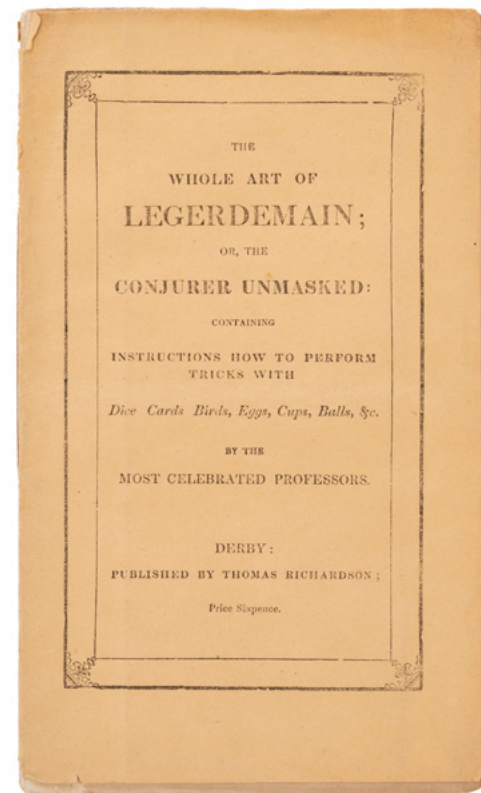 THE
WHOLE ART OF
LEGERDEMAIN;
OR, THE
CONJURER UNMASKED:
CONTAINING
INSTRUCTIONS HOW TO PERFORM
TRICKS WITH
Dice Cards Birds, Eggs, Cups, Balls, &c.
BY THE
MOST CELEBRATED PROFESSORS.
DERBY:
PUBLISHED BY THOMAS RICHARDSON;
Price Sixpence.